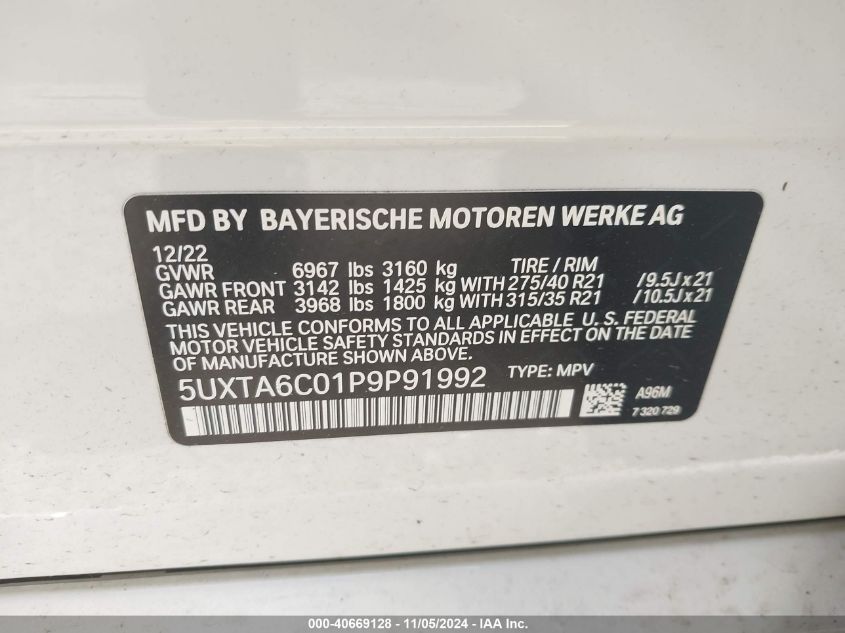 MFD BY BAYERISCHE MOTOREN WERKE AG
12/22
GVWR 6967 lbs 3160 kg TIRE / RIM
GAWR FRONT 3142 lbs 1425 kg WITH 275/40 R21 /9.5J x 21
GAWR REAR 3968 lbs 1800 kg WITH 315/35 R21 /10.5J x 21
THIS VEHICLE CONFORMS TO ALL APPLICABLE U. S. FEDERAL
MOTOR VEHICLE SAFETY STANDARDS IN EFFECT ON THE DATE
OF MANUFACTURE SHOWN ABOVE.
5UXTA6C01P9P91992 TYPE: MPV
A96M
7 320 729
000-40669128 - 11/05/2024 - IAA Inc.